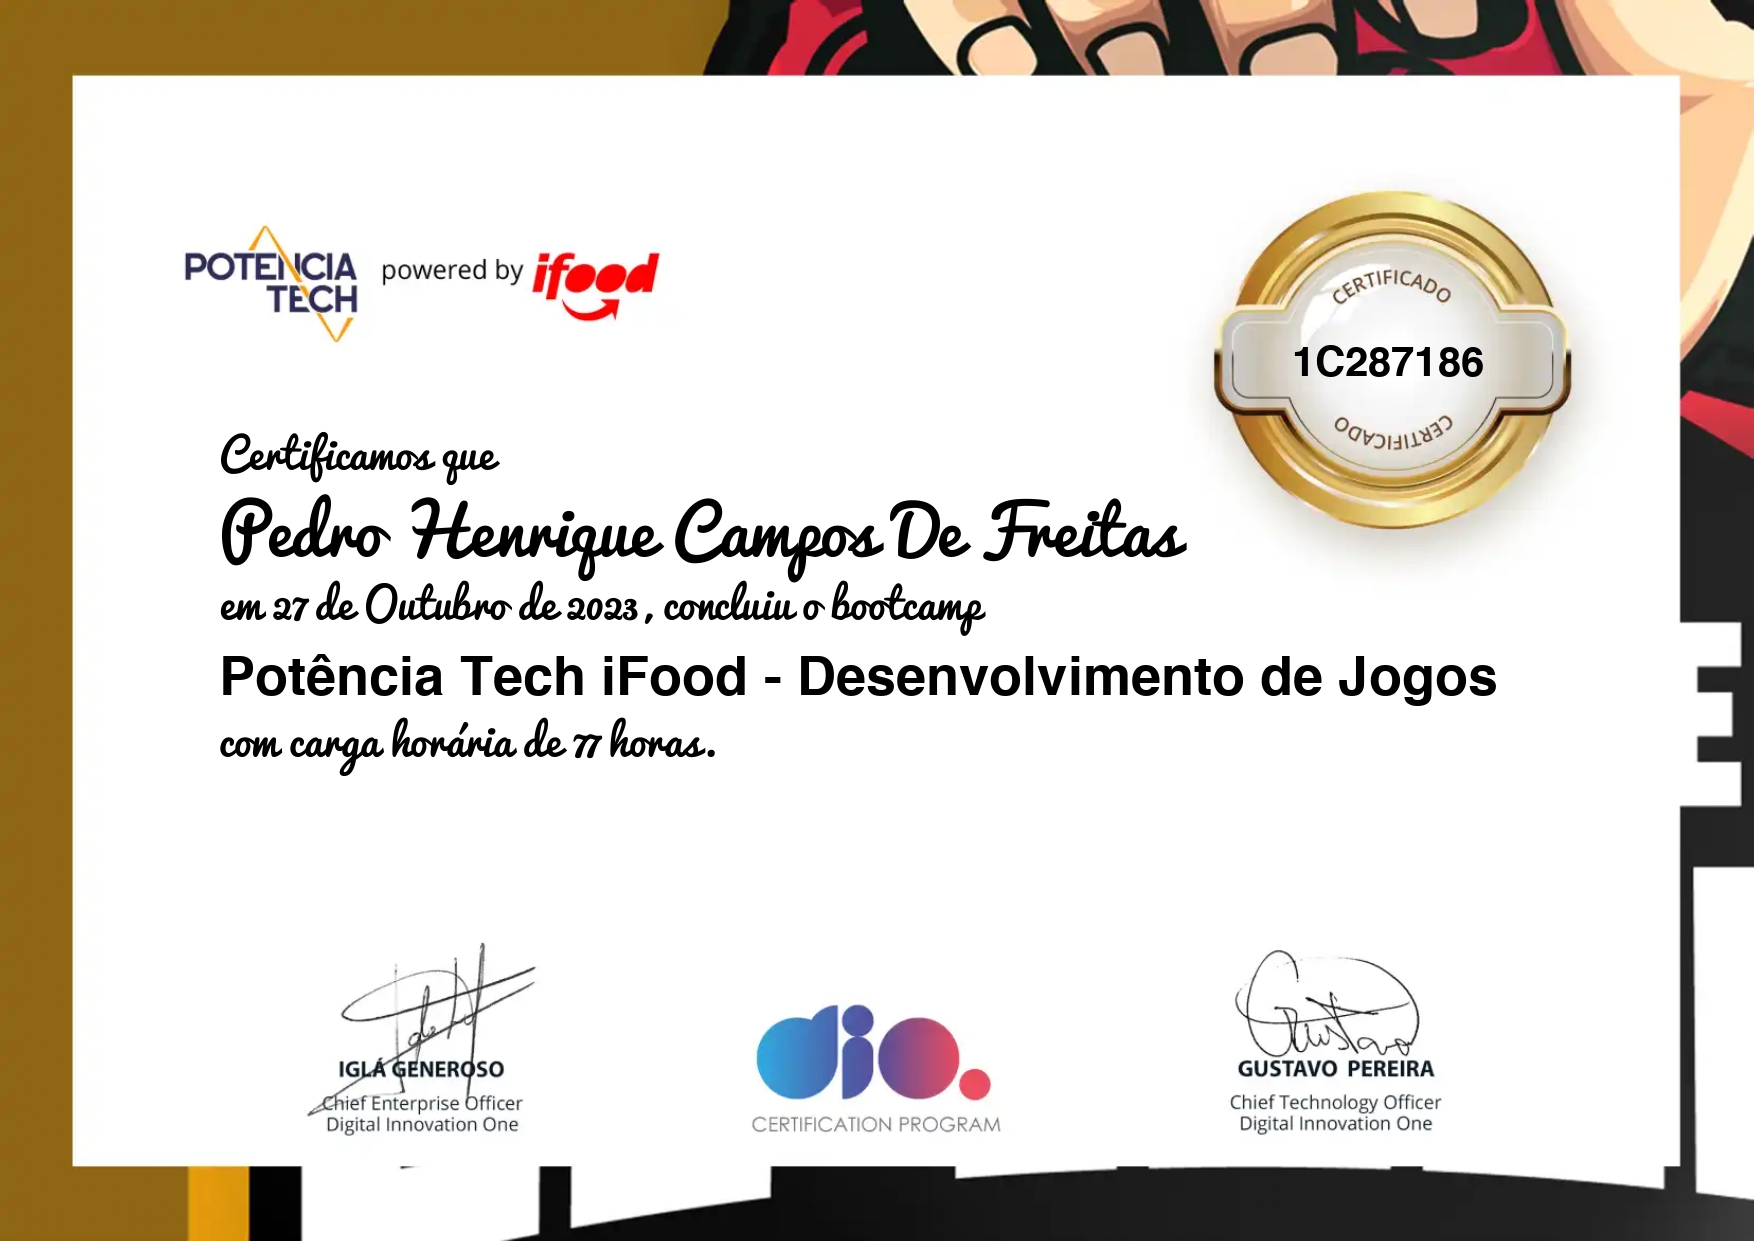 POTÊNCIA
TECH
powered by ifood
CERTIFICADO
1C287186
CERTIFICADO
Certificamos que
Pedro Henrique Campos De Freitas
em 27 de Outubro de 2023, concluiu o bootcamp
Potência Tech iFood - Desenvolvimento de Jogos
com carga horária de 77 horas.
IGLÁ GENEROSO
Chief Enterprise Officer
Digital Innovation One
dio.
CERTIFICATION PROGRAM
Gustavo
GUSTAVO PEREIRA
Chief Technology Officer
Digital Innovation One